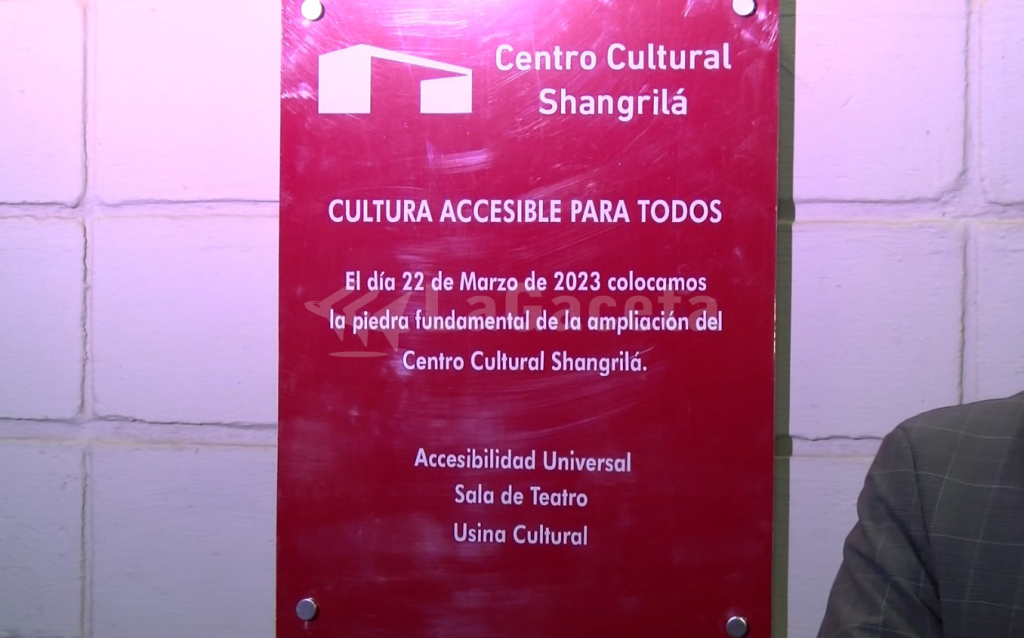 Centro Cultural
Shangrilá
CULTURA ACCESIBLE PARA TODOS
El día 22 de Marzo de 2023 colocamos
LaGaceta
la piedra fundamental de la ampliación del
Centro Cultural Shangrilá.
Accesibilidad Universal
Sala de Teatro
Usina Cultural